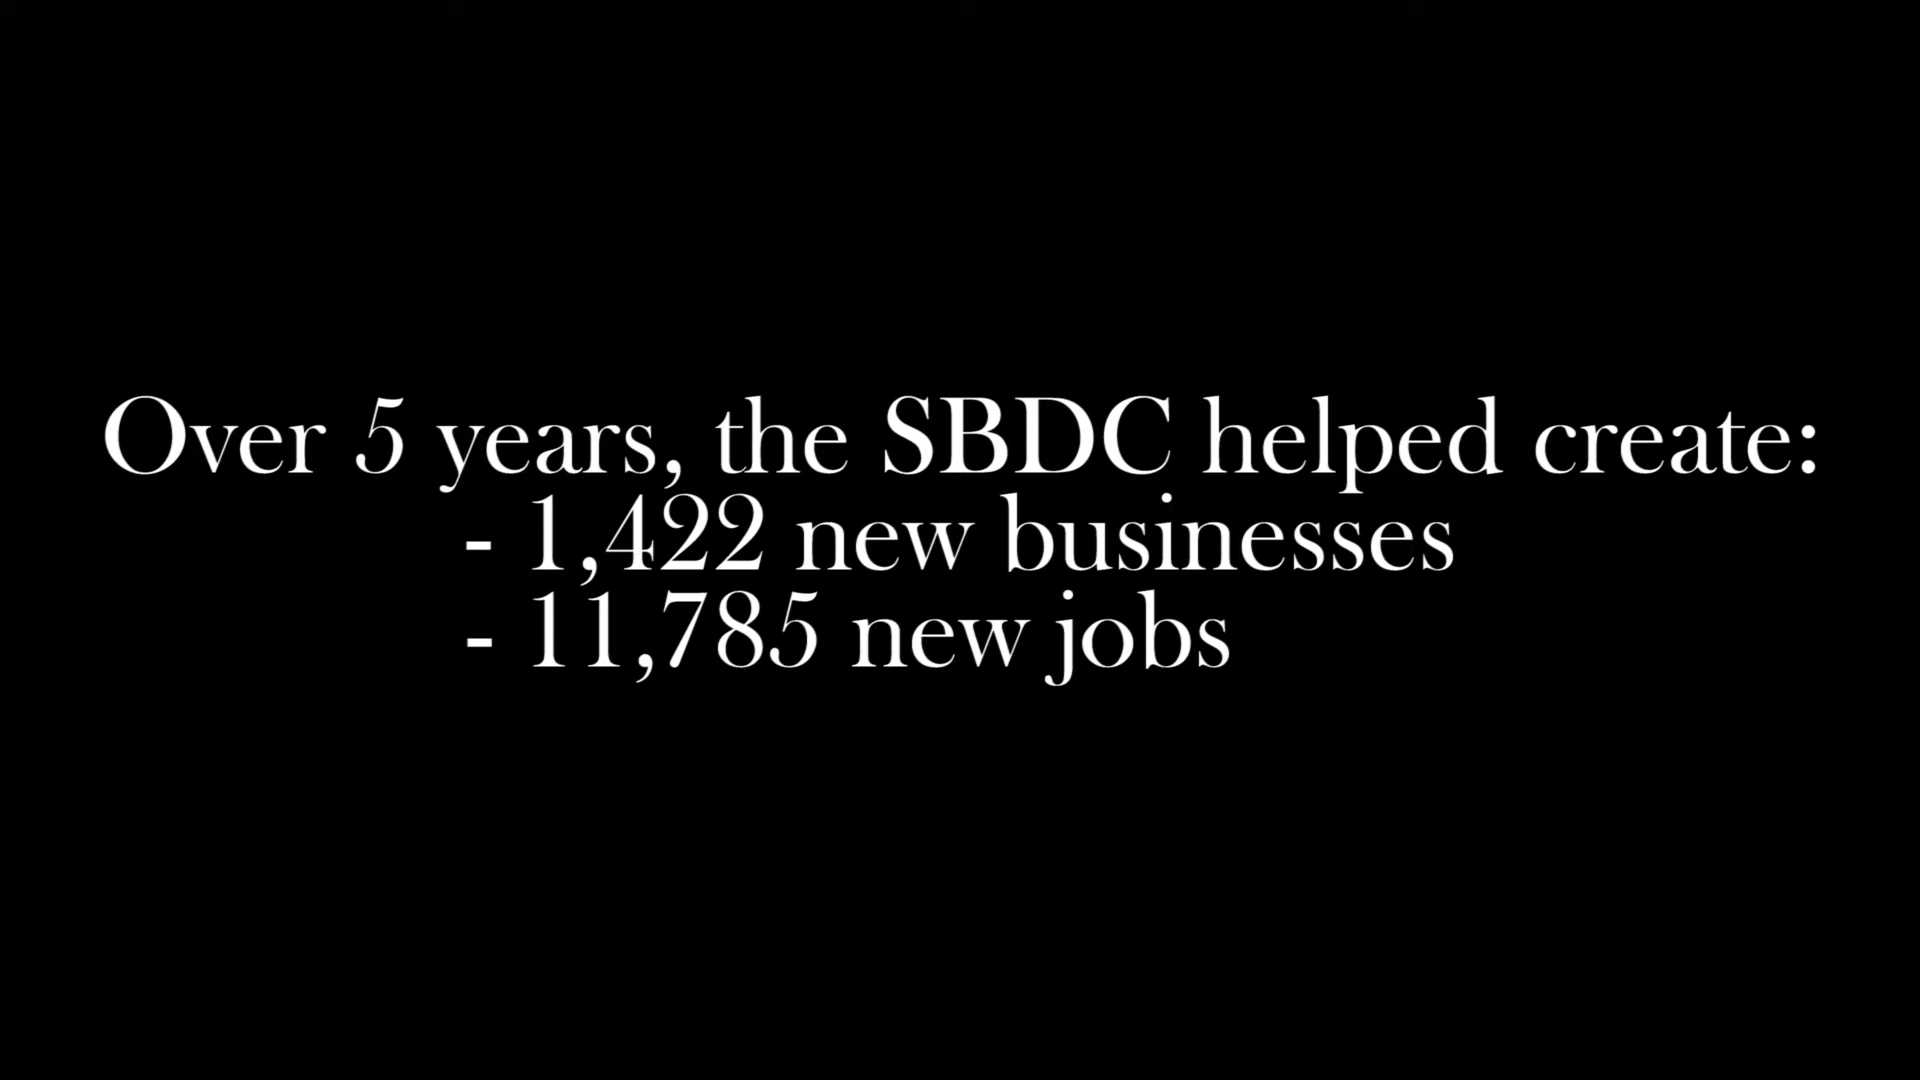 Over 5 years, the SBDC helped create:
- 1,422 new businesses
- 11,785 new jobs